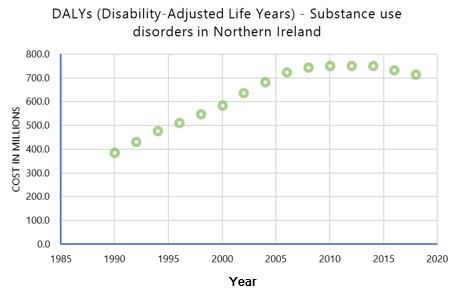 DALYs (Disability-Adjusted Life Years) - Substance use
disorders in Northern Ireland
COST IN MILLIONS
800.0
700.0
600.0
500.0
400.0
300.0
200.0
100.0
0.0
1985 1990 1995 2000 2005 2010 2015 2020
Year